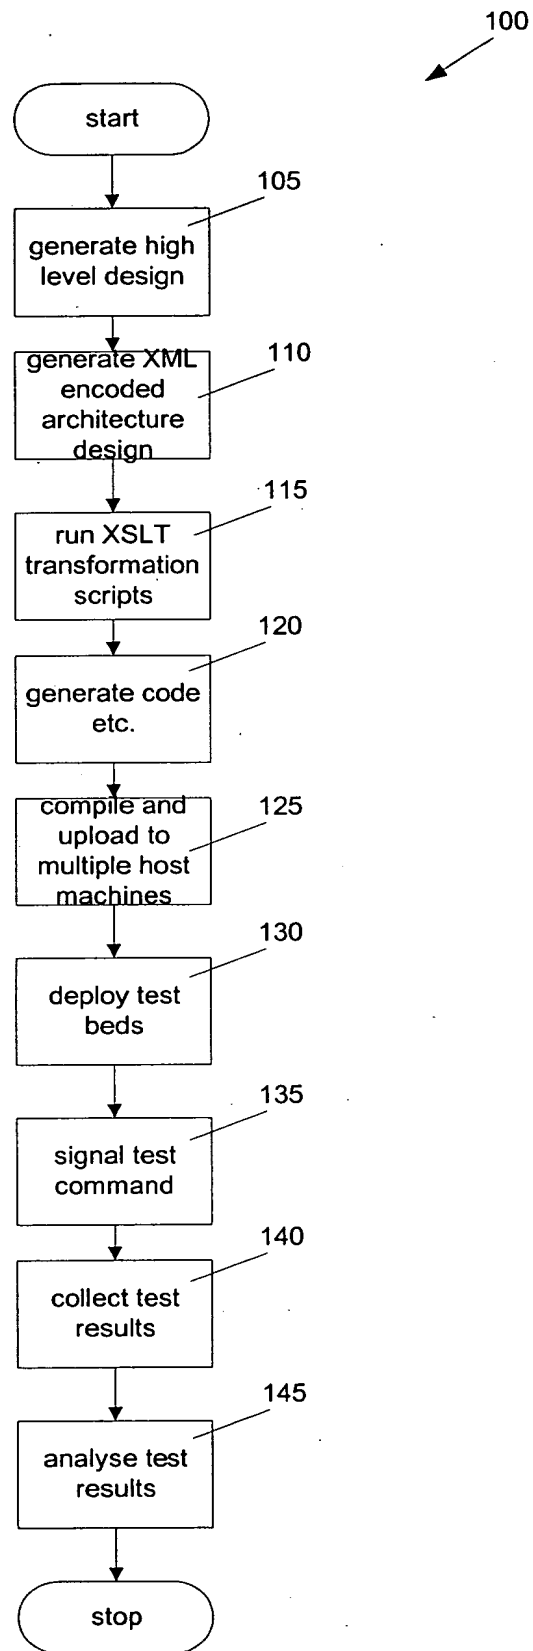 100
start
105
generate high
level design
110
generate XML
encoded
architecture
design
115
run XSLT
transformation
scripts
120
generate code
etc.
125
compile and
upload to
multiple host
machines
130
deploy test
beds
135
signal test
command
140
collect test
results
145
analyse test
results
stop